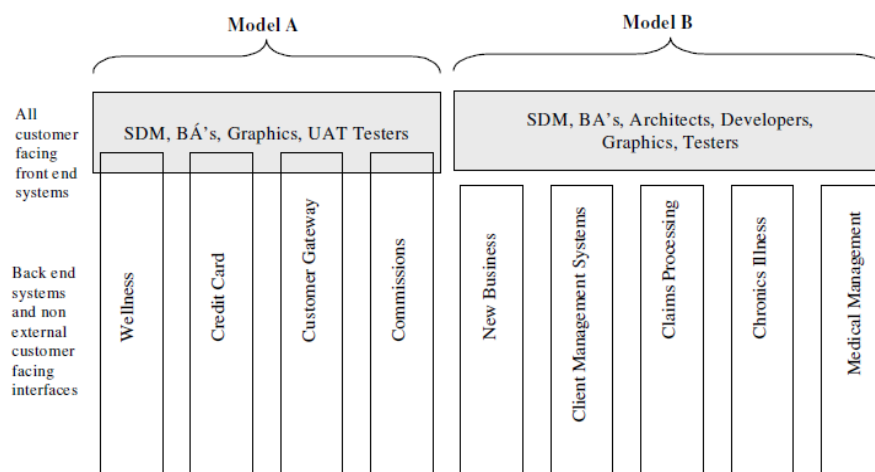 Model A
Model B
All
customer
facing
front end
systems
SDM, BÁ's, Graphics, UAT Testers
SDM, BA's, Architects, Developers,
Graphics, Testers
Back end
systems
and non
external
customer
facing
interfaces
Wellness
Credit Card
Customer Gateway
Commissions
New Business
Client Management Systems
Claims Processing
Chronics Illness
Medical Management